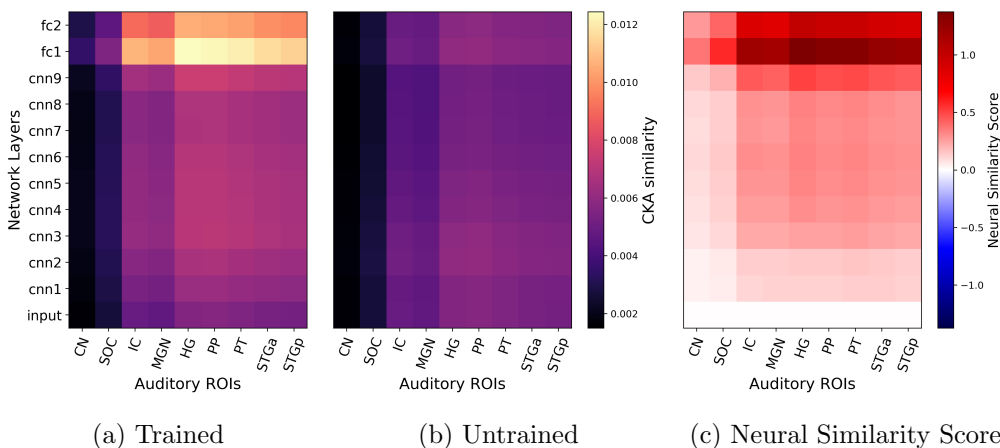 fc2
fc1
cnn9
cnn8
cnn7
cnn6
cnn5
cnn4
cnn3
cnn2
cnn1
input
Network Layers
CN
SOC
IC
MGN
HG
PP
PT
STGa
STGp
Auditory ROIs
(a) Trained
CN
SOC
IC
MGN
HG
PP
PT
STGa
STGp
Auditory ROIs
(b) Untrained
0.012
0.010
0.008
0.006
0.004
0.002
CKA similarity
CN
SOC
IC
MGN
HG
PP
PT
STGa
STGp
Auditory ROIs
(c) Neural Similarity Score
1.0
0.5
0.0
−0.5
−1.0
Neural Similarity Score